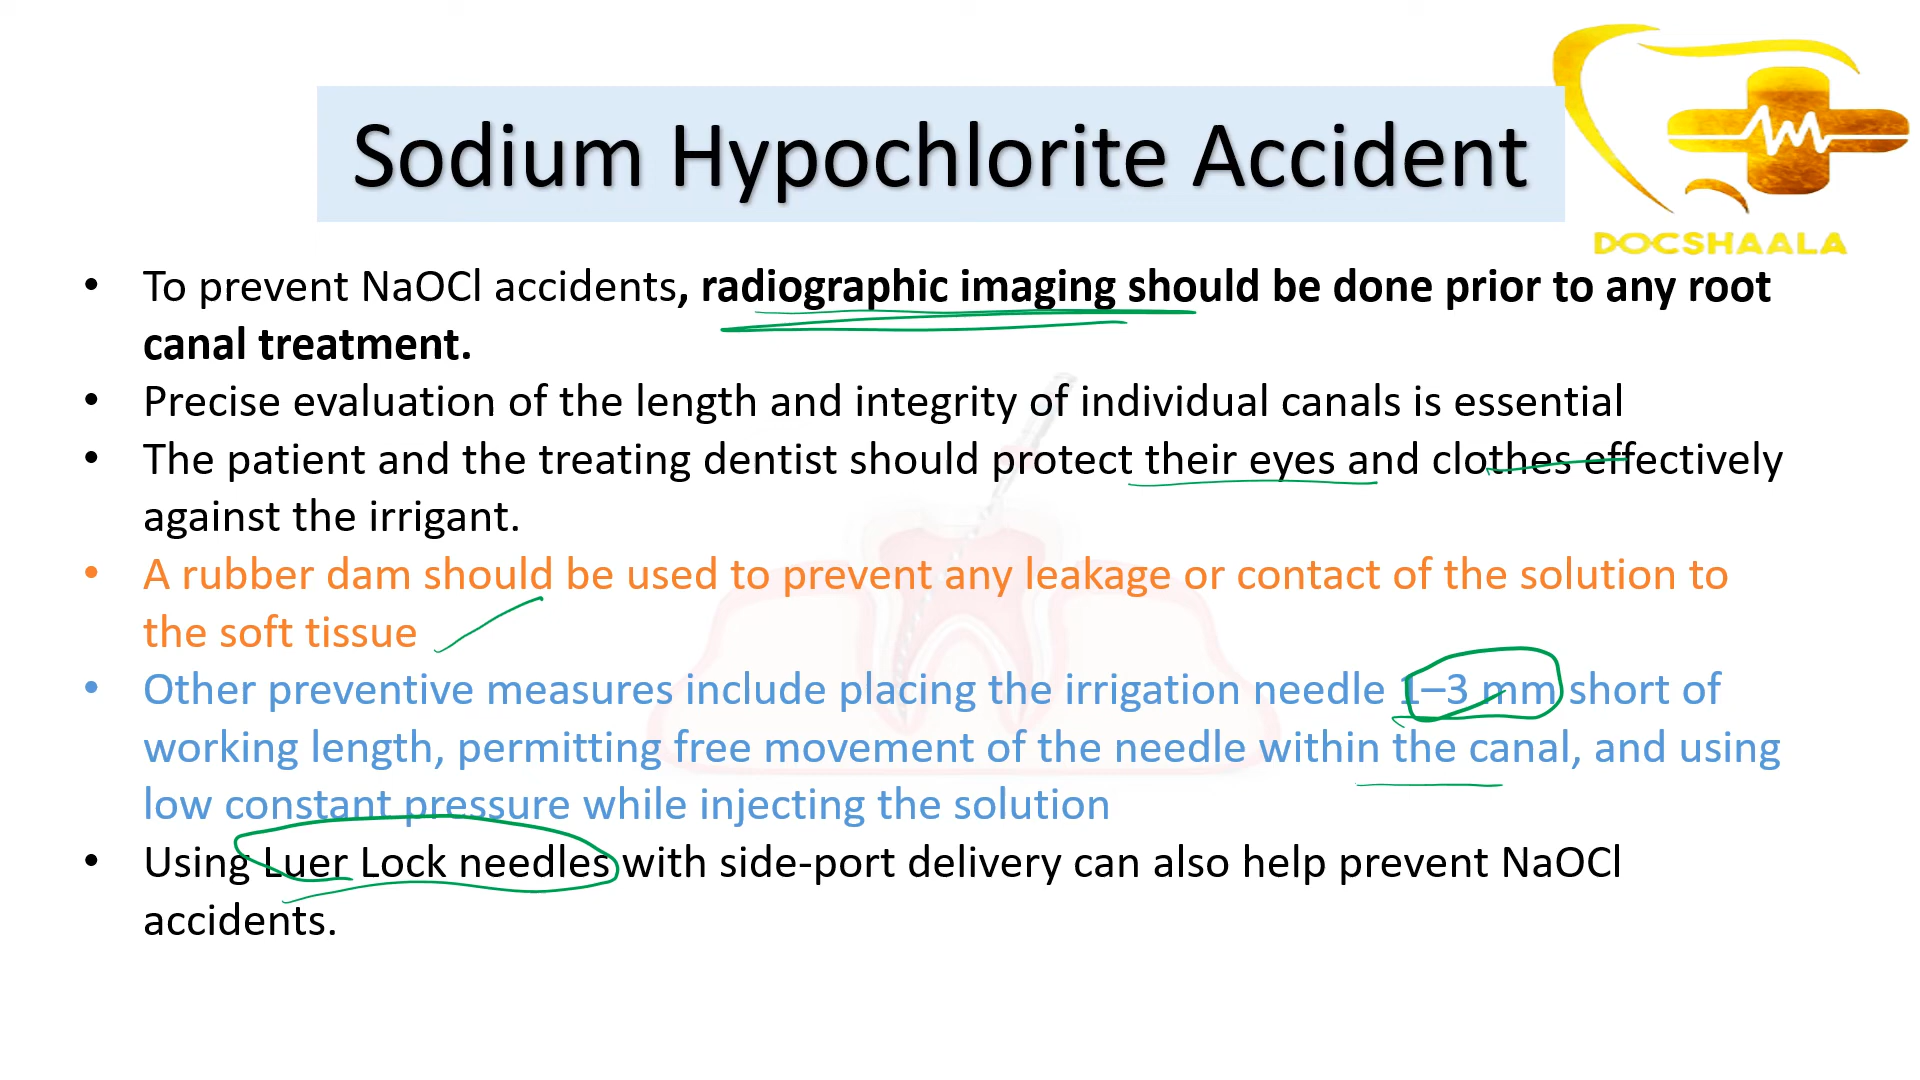 Sodium Hypochlorite Accident
DOCSHAALA
• To prevent NaOCl accidents, radiographic imaging should be done prior to any root
canal treatment.
• Precise evaluation of the length and integrity of individual canals is essential
• The patient and the treating dentist should protect their eyes and clothes effectively
against the irrigant.
• A rubber dam should be used to prevent any leakage or contact of the solution to
the soft tissue
• Other preventive measures include placing the irrigation needle 1–3 mm short of
working length, permitting free movement of the needle within the canal, and using
low constant pressure while injecting the solution
• Using Luer Lock needles with side-port delivery can also help prevent NaOCl
accidents.